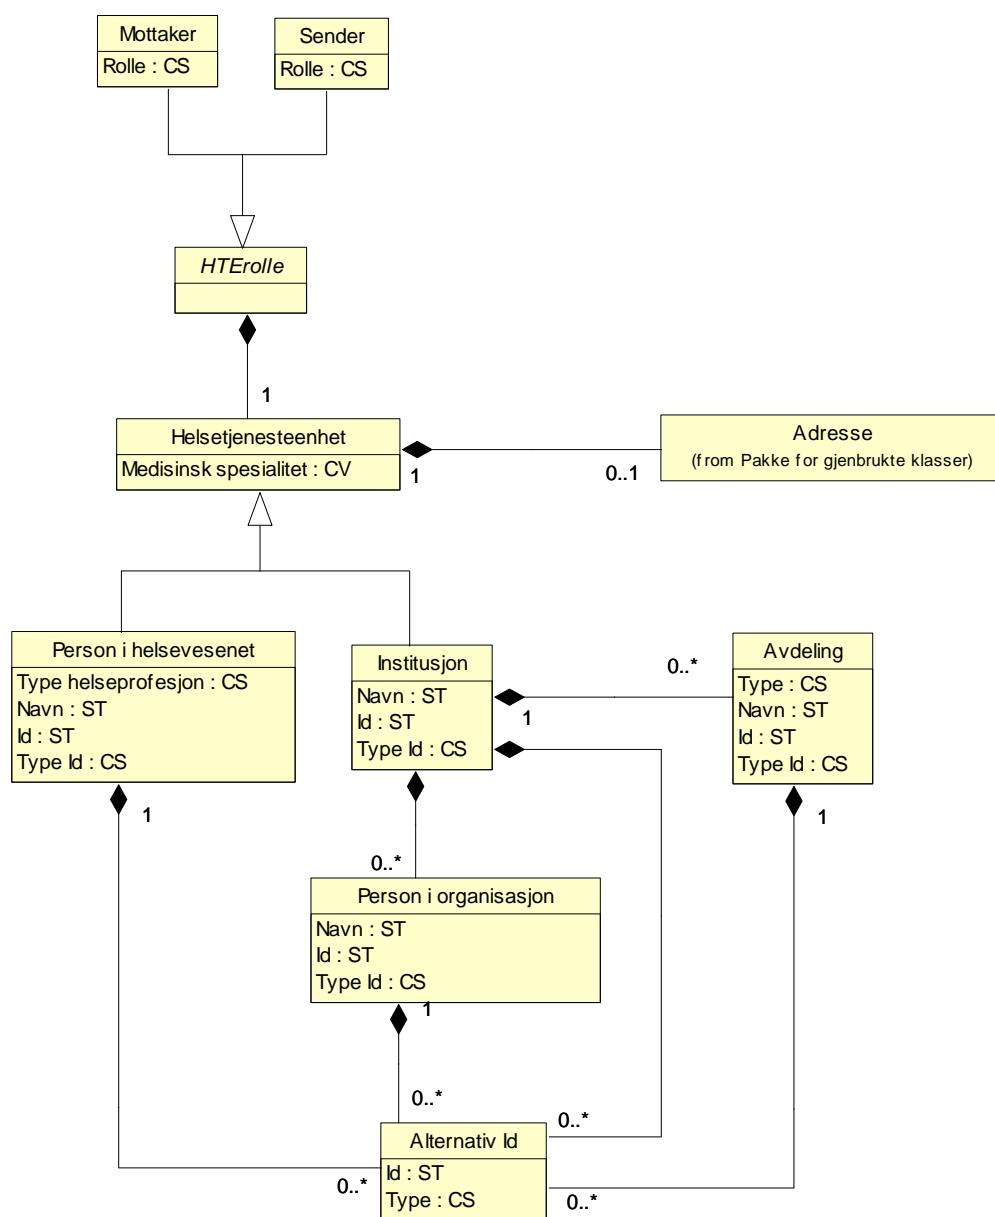 Mottaker
Rolle : CS
Sender
Rolle : CS
HTErolle
1
Helsetjenesteenhet
Medisinsk spesialitet : CV
1
0..1
Adresse
(from Pakke for gjenbrukte klasser)
Person i helsevesenet
Type helseprofesjon : CS
Navn : ST
Id : ST
Type Id : CS
1
Institusjon
Navn : ST
Id : ST
Type Id : CS
1
0..*
Avdeling
Type : CS
Navn : ST
Id : ST
Type Id : CS
1
0..*
Person i organisasjon
Navn : ST
Id : ST
Type Id : CS
1
0..*
0..*
Alternativ Id
Id : ST
Type : CS
0..*
0..*